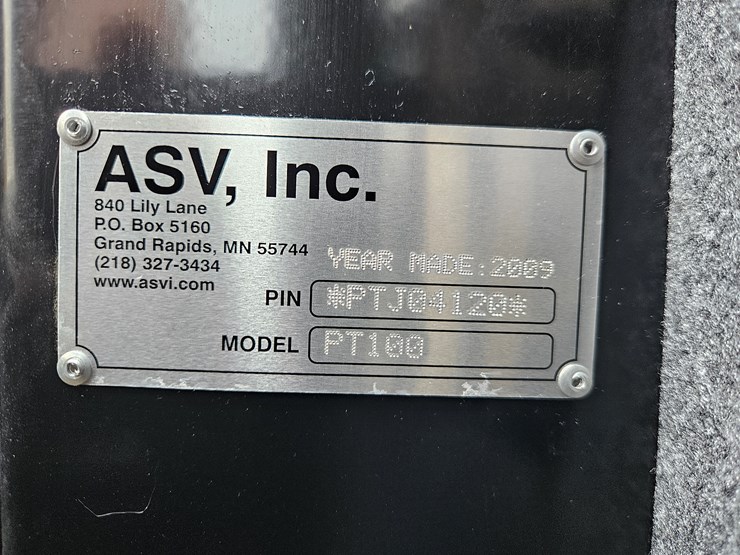 ASV, Inc.
840 Lily Lane
P.O. Box 5160
Grand Rapids, MN 55744
(218) 327-3434
www.asvi.com
YEAR MADE:2009
PIN *PTJ04120*
MODEL PT100